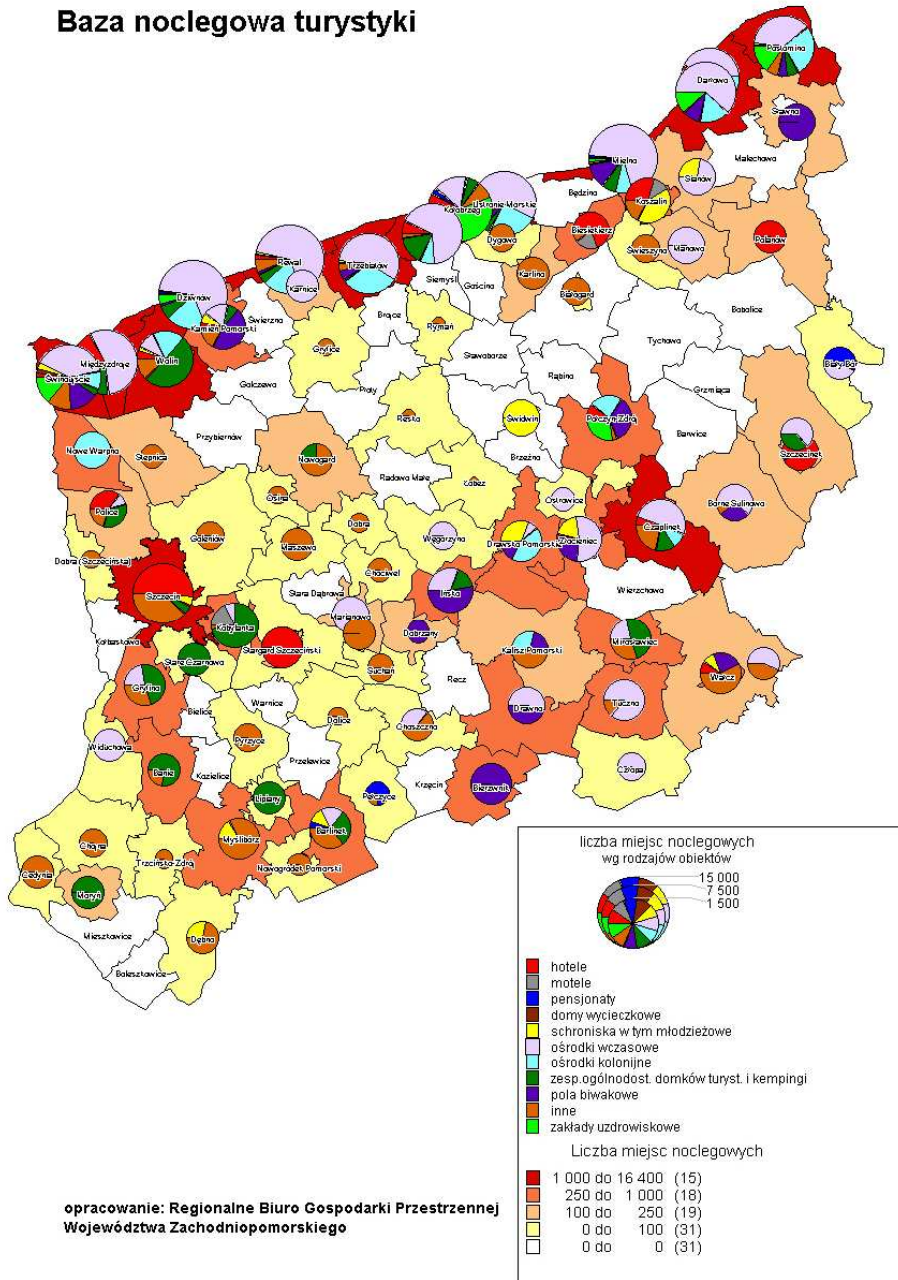 Baza noclegowa turystyki
Postomino
Darłowo
Sławno
Malechowo
Mielno
Sianów
Będzino
Koszalin
Kołobrzeg
Ustronie Morskie
Dygowo
Biesiekierz
Świeszyno
Manowo
Polanów
Rewal
Trzebiatów
Karnice
Siemyśl
Gościno
Karlino
Białogard
Bobolice
Dziwnów
Kamień Pomorski
Świerzno
Brojce
Rymań
Sławoborze
Tychowo
Biały Bór
Międzyzdroje
Wolin
Gryfice
Świnoujście
Golczewo
Płoty
Rąbino
Grzmiąca
Resko
Świdwin
Połczyn Zdrój
Barwice
Przybiernów
Nowe Warpno
Stepnica
Nowogard
Radowo Małe
Brzeżno
Szczecinek
Łobez
Osina
Ostrowice
Borne Sulinowo
Police
Goleniów
Dobra
Maszewo
Węgorzyno
Drawsko Pomorskie
Złocieniec
Czaplinek
Dobra (Szczecińska)
Chociwel
Szczecin
Stara Dąbrowa
Ińsko
Wierzchowo
Kołbaskowo
Kobylanka
Marianowo
Dobrzany
Mirosławiec
Stargard Szczeciński
Kalisz Pomorski
Stare Czarnowo
Suchań
Wałcz
Gryfino
Recz
Bielice
Warnice
Drawno
Tuczno
Dolice
Choszczno
Widuchowa
Pyrzyce
Banie
Kozielice
Przelewice
Człopa
Lipiany
Pełczyce
Krzęcin
Bierzwnik
Myślibórz
Barlinek
Chojna
Trzcińsko-Zdrój
Nowogródek Pomorski
Cedynia
Moryń
Mieszkowice
Dębno
Boleszkowice
liczba miejsc noclegowych
wg rodzajów obiektów
15 000
7 500
1 500
hotele
motele
pensjonaty
domy wycieczkowe
schroniska w tym młodzieżowe
ośrodki wczasowe
ośrodki kolonijne
zesp.ogólnodost. domków turyst. i kempingi
pola biwakowe
inne
zakłady uzdrowiskowe
Liczba miejsc noclegowych
1 000 do 16 400 (15)
250 do 1 000 (18)
100 do 250 (19)
0 do 100 (31)
0 do 0 (31)
opracowanie: Regionalne Biuro Gospodarki Przestrzennej
Województwa Zachodniopomorskiego